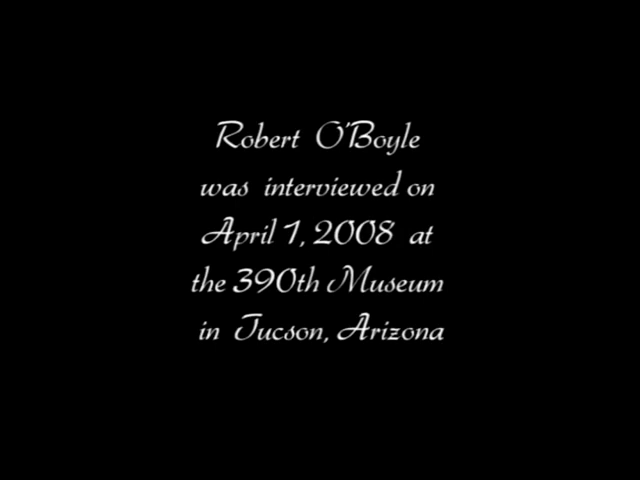 Robert O'Boyle
was interviewed on
April 1, 2008 at
the 390th Museum
in Tucson, Arizona